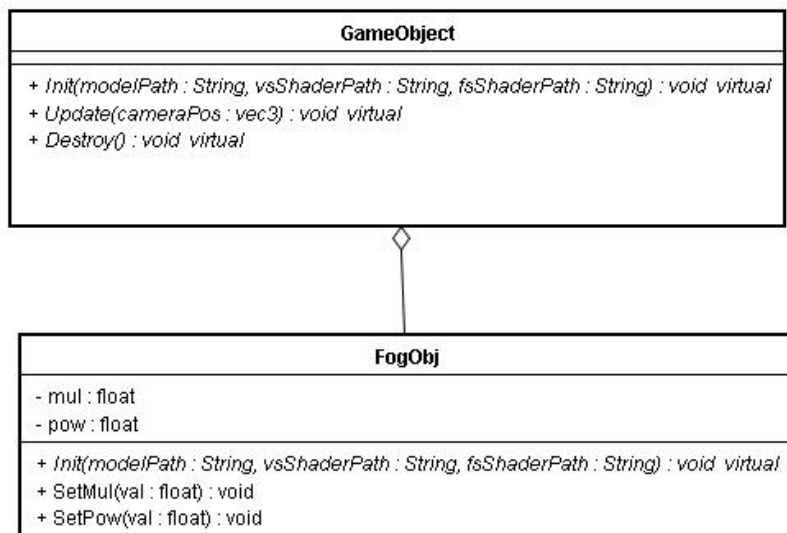 GameObject
+ Init(modelPath : String, vsShaderPath : String, fsShaderPath : String) : void virtual
+ Update(cameraPos : vec3) : void virtual
+ Destroy() : void virtual
FogObj
- mul : float
- pow : float
+ Init(modelPath : String, vsShaderPath : String, fsShaderPath : String) : void virtual
+ SetMul(val : float) : void
+ SetPow(val : float) : void